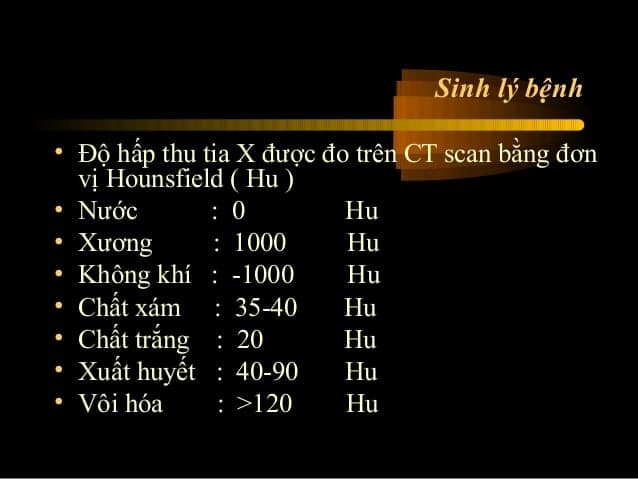 Sinh lý bệnh
• Độ hấp thu tia X được đo trên CT scan bằng đơn
vị Hounsfield ( Hu )
• Nước : 0 Hu
• Xương : 1000 Hu
• Không khí : -1000 Hu
• Chất xám : 35-40 Hu
• Chất trắng : 20 Hu
• Xuất huyết : 40-90 Hu
• Vôi hóa : >120 Hu